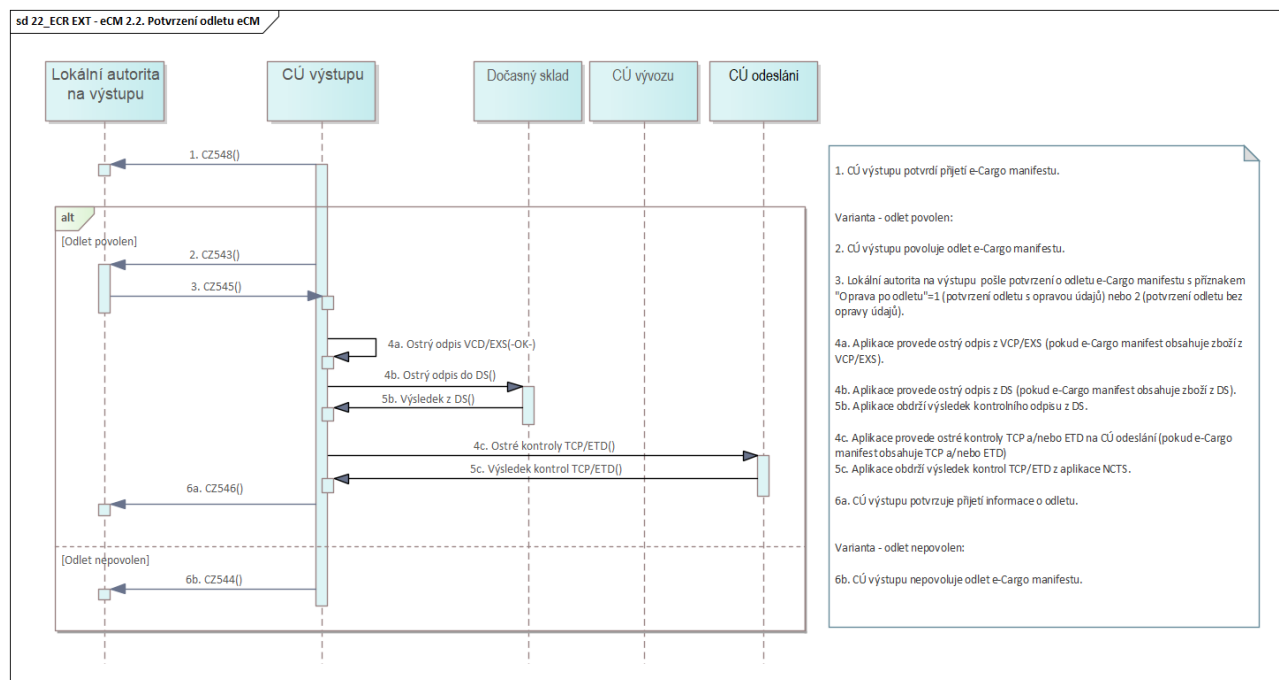 sd 22_ECR EXT - eCM 2.2. Potvrzení odletu eCM
Lokální autorita
na výstupu
CÚ výstupu
Dočasný sklad
CÚ vývozu
CÚ odeslání
1. CZ548()
alt
[Odlet povolen]
2. CZ543()
3. CZ545()
4a. Ostrý odpis VCD/EXS(-OK-)
4b. Ostrý odpis do DS()
5b. Výsledek z DS()
4c. Ostré kontroly TCP/ETD()
5c. Výsledek kontrol TCP/ETD()
6a. CZ546()
[Odlet nepovolen]
6b. CZ544()
1. CÚ výstupu potvrdí přijetí e-Cargo manifestu.
Varianta - odlet povolen:
2. CÚ výstupu povoluje odlet e-Cargo manifestu.
3. Lokální autorita na výstupu pošle potvrzení o odletu e-Cargo manifestu s příznakem
"Oprava po odletu"=1 (potvrzení odletu s opravou údajů) nebo 2 (potvrzení odletu bez
opravy údajů).
4a. Aplikace provede ostrý odpis z VCP/EXS (pokud e-Cargo manifest obsahuje zboží z
VCP/EXS).
4b. Aplikace provede ostrý odpis z DS (pokud e-Cargo manifest obsahuje zboží z DS).
5b. Aplikace obdrží výsledek kontrolního odpisu z DS.
4c. Aplikace provede ostré kontroly TCP a/nebo ETD na CÚ odeslání (pokud e-Cargo
manifest obsahuje TCP a/nebo ETD)
5c. Aplikace obdrží výsledek kontrol TCP/ETD z aplikace NCTS.
6a. CÚ výstupu potvrzuje přijetí informace o odletu.
Varianta - odlet nepovolen:
6b. CÚ výstupu nepovoluje odlet e-Cargo manifestu.